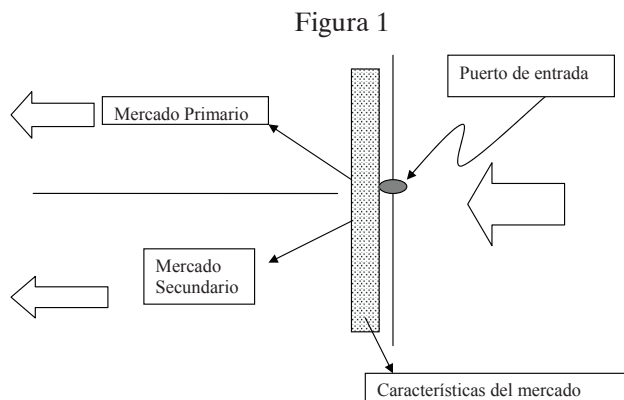 Figura 1
Puerto de entrada
Mercado Primario
Mercado
Secundario
Características del mercado